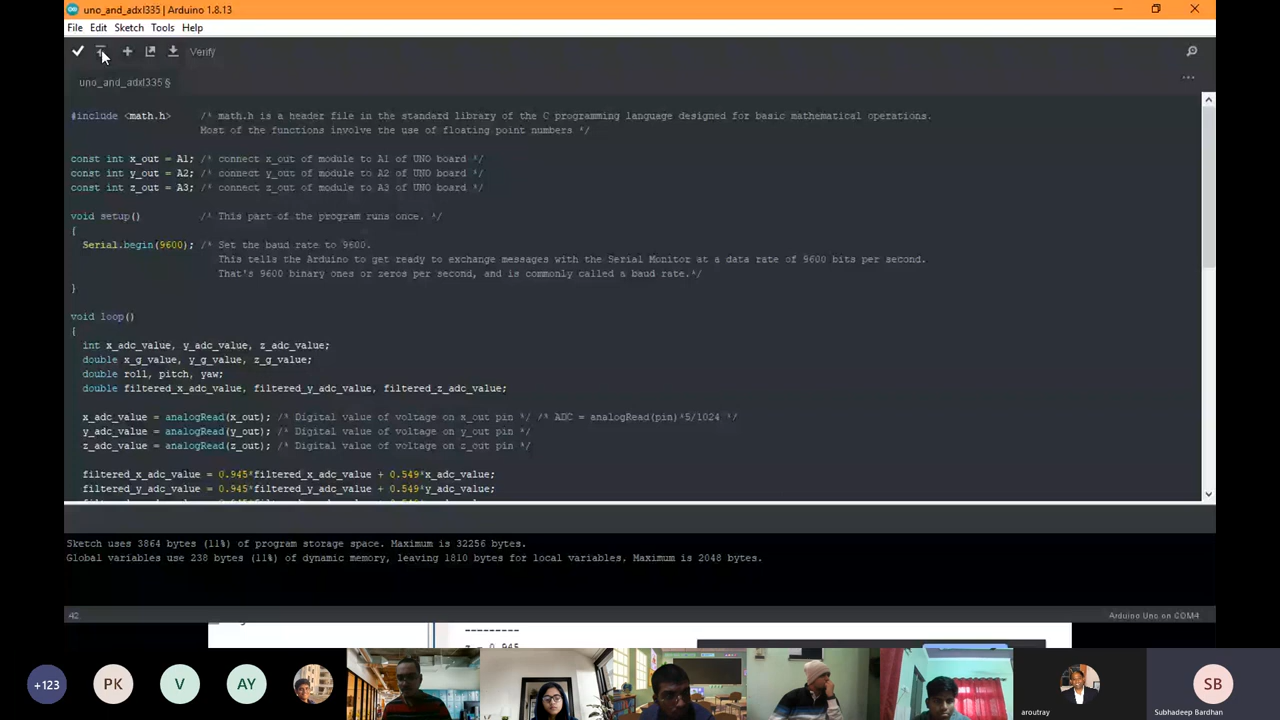 uno_and_adxl335 | Arduino 1.8.13
File Edit Sketch Tools Help
Verify
uno_and_adxl335 §
#include <math.h> /* math.h is a header file in the standard library of the C programming language designed for basic mathematical operations.
Most of the functions involve the use of floating point numbers */
const int x_out = A1; /* connect x_out of module to A1 of UNO board */
const int y_out = A2; /* connect y_out of module to A2 of UNO board */
const int z_out = A3; /* connect z_out of module to A3 of UNO board */
void setup() /* This part of the program runs once. */
{
Serial.begin(9600); /* Set the baud rate to 9600.
This tells the Arduino to get ready to exchange messages with the Serial Monitor at a data rate of 9600 bits per second.
That's 9600 binary ones or zeros per second, and is commonly called a baud rate.*/
}
void loop()
{
int x_adc_value, y_adc_value, z_adc_value;
double x_g_value, y_g_value, z_g_value;
double roll, pitch, yaw;
double filtered_x_adc_value, filtered_y_adc_value, filtered_z_adc_value;
x_adc_value = analogRead(x_out); /* Digital value of voltage on x_out pin */ /* ADC = analogRead(pin)*5/1024 */
y_adc_value = analogRead(y_out); /* Digital value of voltage on y_out pin */
z_adc_value = analogRead(z_out); /* Digital value of voltage on z_out pin */
filtered_x_adc_value = 0.945*filtered_x_adc_value + 0.549*x_adc_value;
filtered_y_adc_value = 0.945*filtered_y_adc_value + 0.549*y_adc_value;
Sketch uses 3864 bytes (11%) of program storage space. Maximum is 32256 bytes.
Global variables use 238 bytes (11%) of dynamic memory, leaving 1810 bytes for local variables. Maximum is 2048 bytes.
42
Arduino Uno on COM4
---------
+123
PK
V
AY
aroutray
SB
Subhadeep Bardhan